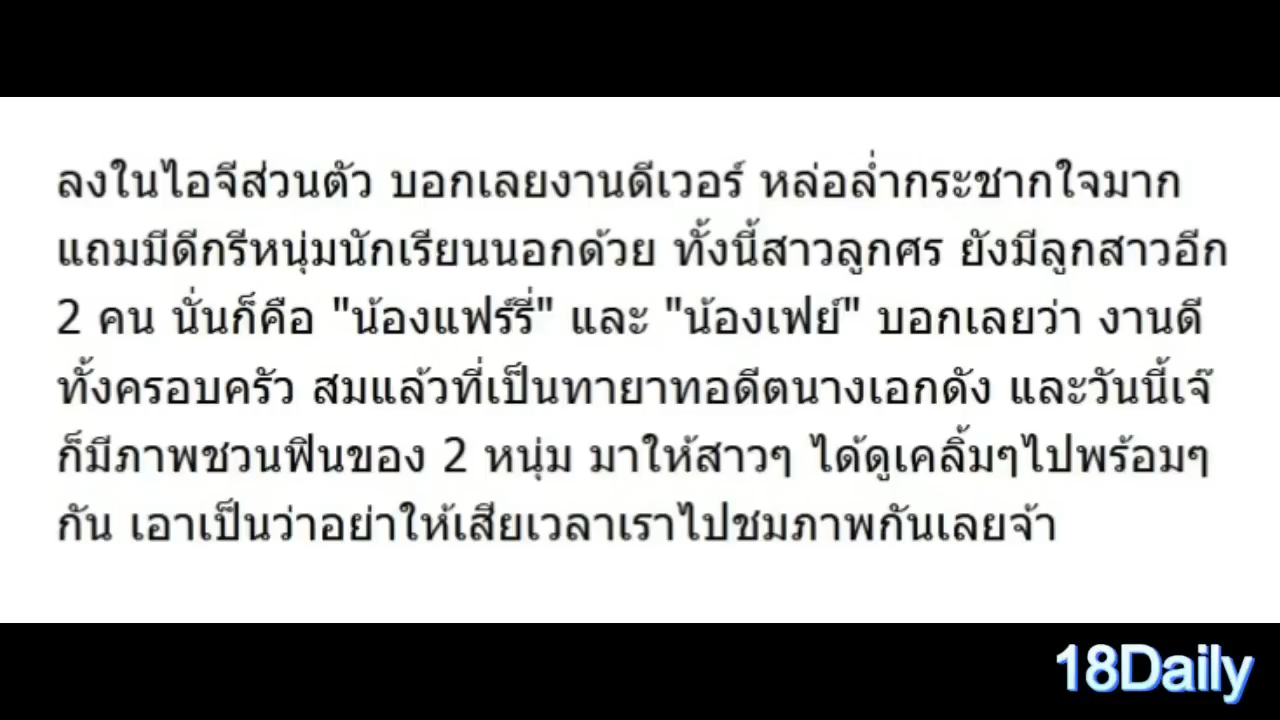 ลงในไอจีส่วนตัว บอกเลยงานดีเวอร์ หล่อล่ำกระชากใจมาก
แถมมีดีกรีหนุ่มนักเรียนนอกด้วย ทั้งนี้สาวลูกศร ยังมีลูกสาวอีก
2 คน นั่นก็คือ "น้องแฟร์รี่" และ "น้องเฟย์" บอกเลยว่า งานดี
ทั้งครอบครัว สมแล้วที่เป็นทายาทอดีตนางเอกดัง และวันนี้เจ๊
ก็มีภาพชวนฟินของ 2 หนุ่ม มาให้สาวๆ ได้ดูเคลิ้มๆไปพร้อมๆ
กัน เอาเป็นว่าอย่าให้เสียเวลาเราไปชมภาพกันเลยจ้า
18Daily